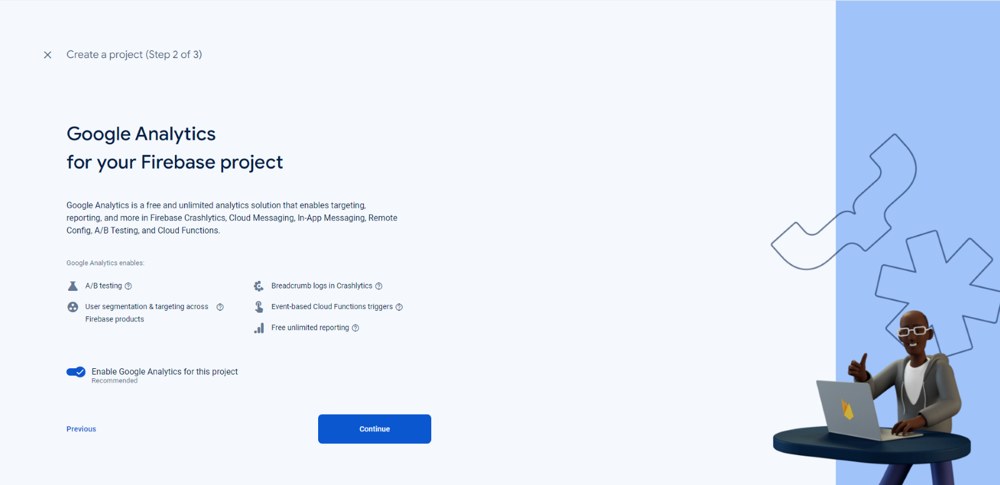 Create a project (Step 2 of 3)
Google Analytics
for your Firebase project
Google Analytics is a free and unlimited analytics solution that enables targeting,
reporting, and more in Firebase Crashlytics, Cloud Messaging, In-App Messaging, Remote
Config, A/B Testing, and Cloud Functions.
Google Analytics enables:
A/B testing
User segmentation & targeting across
Firebase products
Breadcrumb logs in Crashlytics
Event-based Cloud Functions triggers
Free unlimited reporting
Enable Google Analytics for this project
Recommended
Previous
Continue